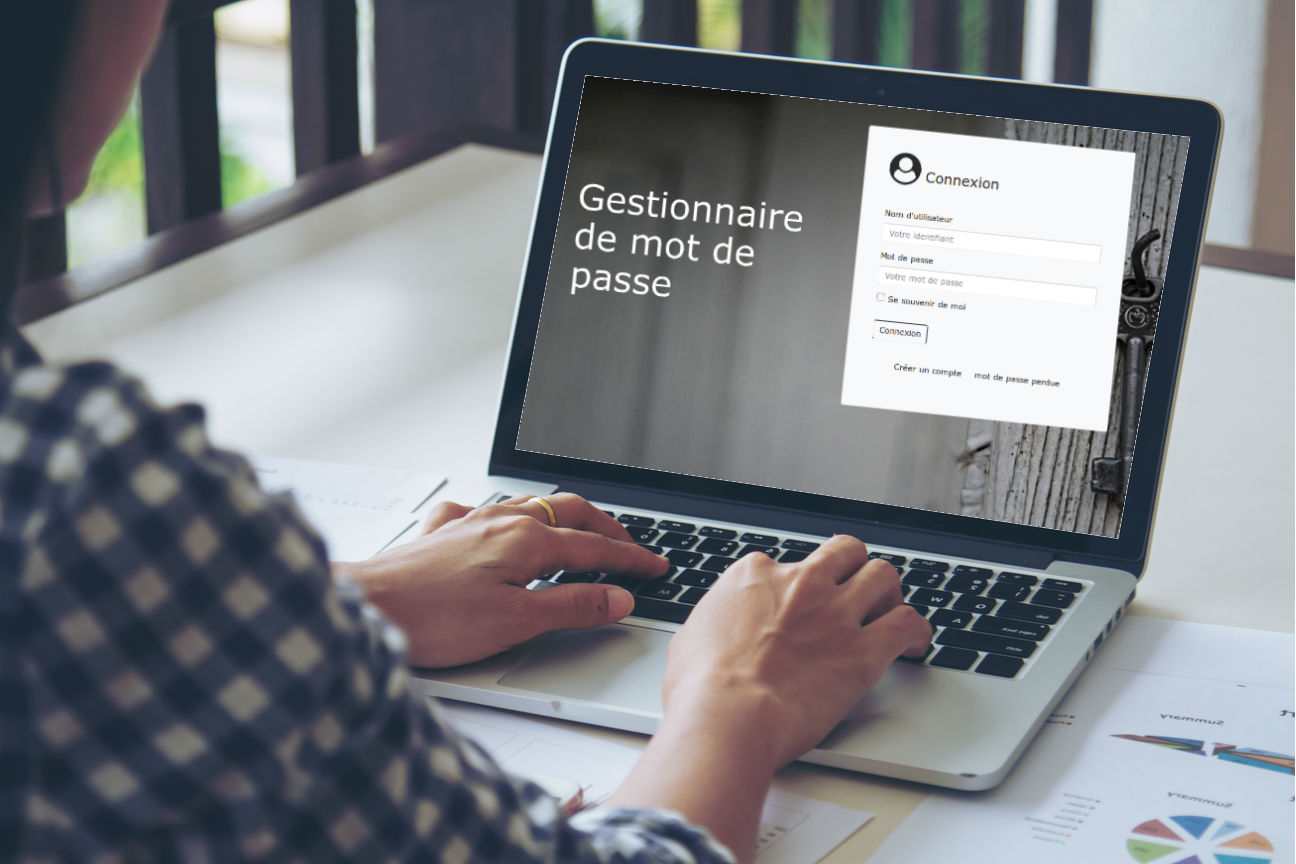 Gestionnaire
de mot de
passe
Connexion
Nom d'utilisateur
Votre identifiant
Mot de passe
Votre mot de passe
Se souvenir de moi
Connexion
Créer un compte mot de passe perdue
Summary
Summary